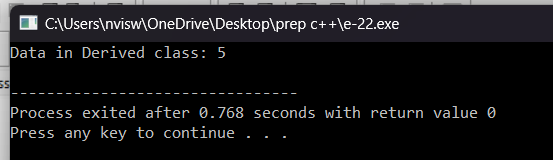 C:\Users\nvisw\OneDrive\Desktop\prep c++\e-22.exe
Data in Derived class: 5
--------------------------------
Process exited after 0.768 seconds with return value 0
Press any key to continue . . .